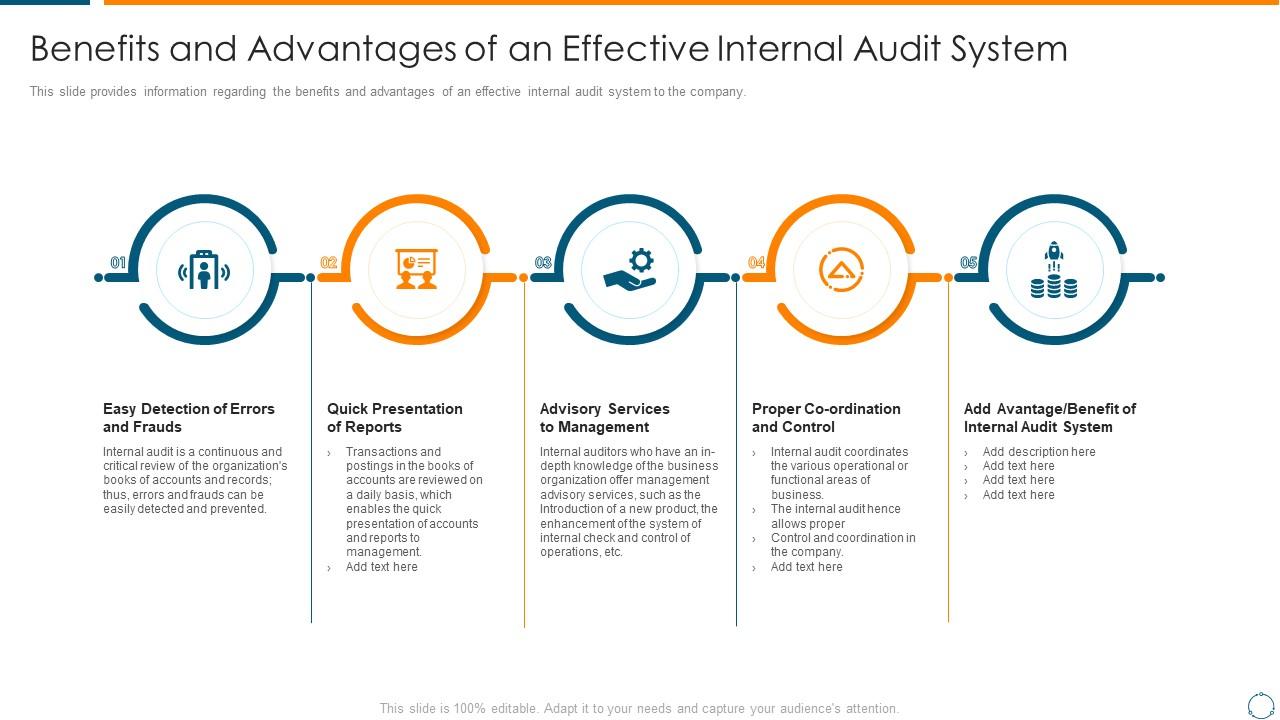 Benefits and Advantages of an Effective Internal Audit System
This slide provides information regarding the benefits and advantages of an effective internal audit system to the company.
01
02
03
04
05
Easy Detection of Errors
and Frauds
Internal audit is a continuous and
critical review of the organization's
books of accounts and records;
thus, errors and frauds can be
easily detected and prevented.
Quick Presentation
of Reports
› Transactions and
postings in the books of
accounts are reviewed on
a daily basis, which
enables the quick
presentation of accounts
and reports to
management.
› Add text here
Advisory Services
to Management
Internal auditors who have an in-
depth knowledge of the business
organization offer management
advisory services, such as the
Introduction of a new product, the
enhancement of the system of
internal check and control of
operations, etc.
Proper Co-ordination
and Control
› Internal audit coordinates
the various operational or
functional areas of
business.
› The internal audit hence
allows proper
› Control and coordination in
the company.
› Add text here
Add Avantage/Benefit of
Internal Audit System
› Add description here
› Add text here
› Add text here
› Add text here
This slide is 100% editable. Adapt it to your needs and capture your audience's attention.